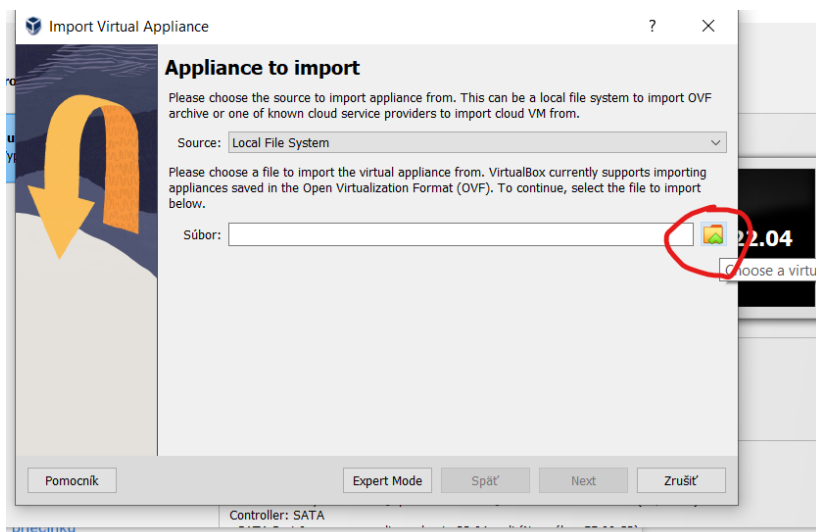 Import Virtual Appliance
?
Appliance to import
Please choose the source to import appliance from. This can be a local file system to import OVF
archive or one of known cloud service providers to import cloud VM from.
Source: Local File System
Please choose a file to import the virtual appliance from. VirtualBox currently supports importing
appliances saved in the Open Virtualization Format (OVF). To continue, select the file to import
below.
Súbor:
22.04
Choose a virtu
Pomocník
Expert Mode
Späť
Next
Zrušiť
Controller: SATA